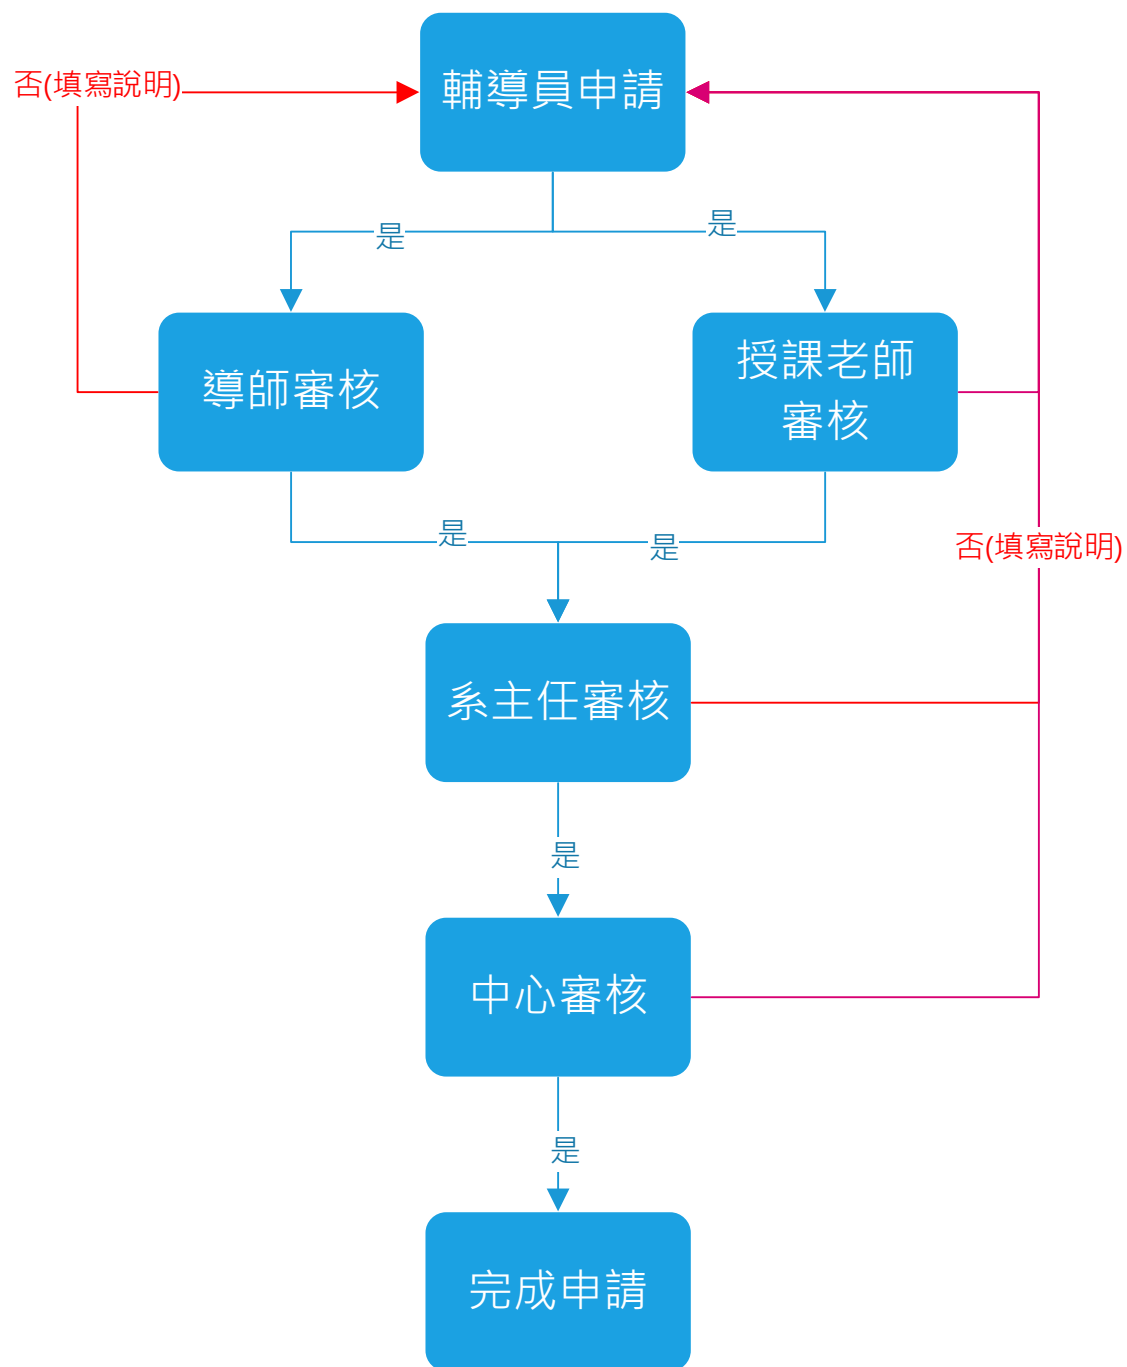 否(填寫說明)
輔導員申請
是
是
導師審核
授課老師
審核
是
是
否(填寫說明)
系主任審核
是
中心審核
是
完成申請